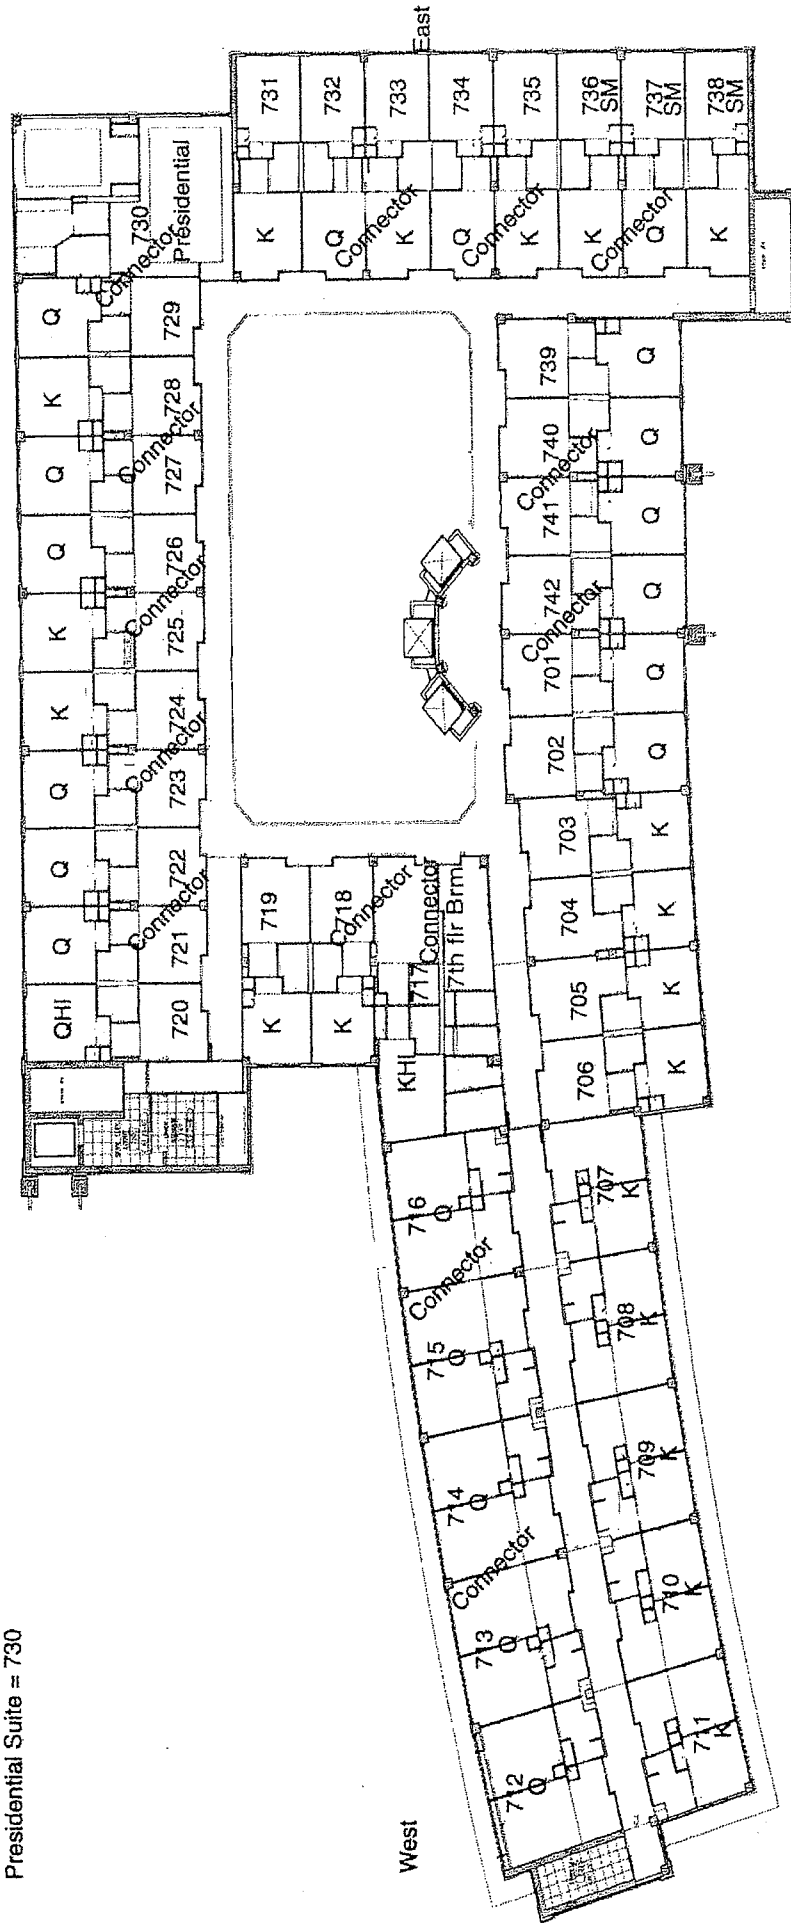 Presidential Suite = 730
QHI Q Q Q K K Q Q K Q
Connector Connector Connector Connector Connector
720 721 722 723 724 725 726 727 728 729
730
Presidential
K 719
K 718
Connector
KHI 717 Connector
7th flr Brm
K 731
Q 732
Connector
K 733
Q 734
Connector
K 735
K 736
SM
Connector
Q 737
SM
K 738
SM
East
West
712
Q
713
Q
Connector
714
Q
715
Q
Connector
716
Q
706 705 704 703 702 701 742 741 740 739
Connector Connector
K K K K Q Q Q Q Q Q
711
K
710
K
709
K
708
K
707
K